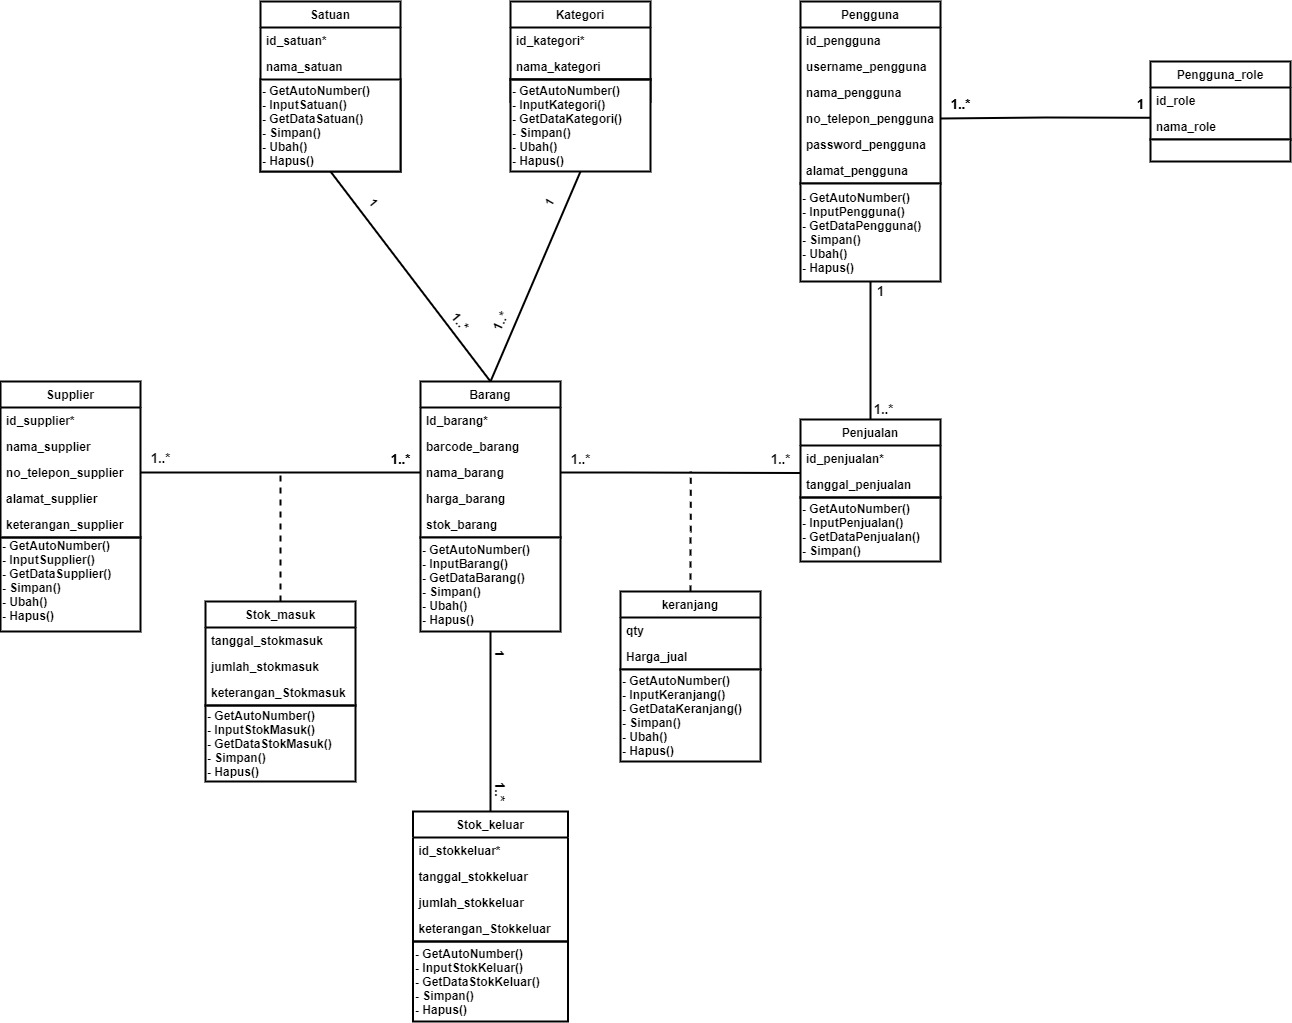 Satuan
id_satuan*
nama_satuan
- GetAutoNumber()
- InputSatuan()
- GetDataSatuan()
- Simpan()
- Ubah()
- Hapus()
Kategori
id_kategori*
nama_kategori
- GetAutoNumber()
- InputKategori()
- GetDataKategori()
- Simpan()
- Ubah()
- Hapus()
Pengguna
id_pengguna
username_pengguna
nama_pengguna
no_telepon_pengguna
password_pengguna
alamat_pengguna
- GetAutoNumber()
- InputPengguna()
- GetDataPengguna()
- Simpan()
- Ubah()
- Hapus()
1..*
1
Pengguna_role
id_role
nama_role
1
1
1..*
1..*
1
1..*
Supplier
id_supplier*
nama_supplier
no_telepon_supplier
alamat_supplier
keterangan_supplier
- GetAutoNumber()
- InputSupplier()
- GetDataSupplier()
- Simpan()
- Ubah()
- Hapus()
1..*
1..*
Barang
Id_barang*
barcode_barang
nama_barang
harga_barang
stok_barang
- GetAutoNumber()
- InputBarang()
- GetDataBarang()
- Simpan()
- Ubah()
- Hapus()
1..*
1..*
Penjualan
id_penjualan*
tanggal_penjualan
- GetAutoNumber()
- InputPenjualan()
- GetDataPenjualan()
- Simpan()
Stok_masuk
tanggal_stokmasuk
jumlah_stokmasuk
keterangan_Stokmasuk
- GetAutoNumber()
- InputStokMasuk()
- GetDataStokMasuk()
- Simpan()
- Hapus()
keranjang
qty
Harga_jual
- GetAutoNumber()
- InputKeranjang()
- GetDataKeranjang()
- Simpan()
- Ubah()
- Hapus()
1
1..*
Stok_keluar
id_stokkeluar*
tanggal_stokkeluar
jumlah_stokkeluar
keterangan_Stokkeluar
- GetAutoNumber()
- InputStokKeluar()
- GetDataStokKeluar()
- Simpan()
- Hapus()